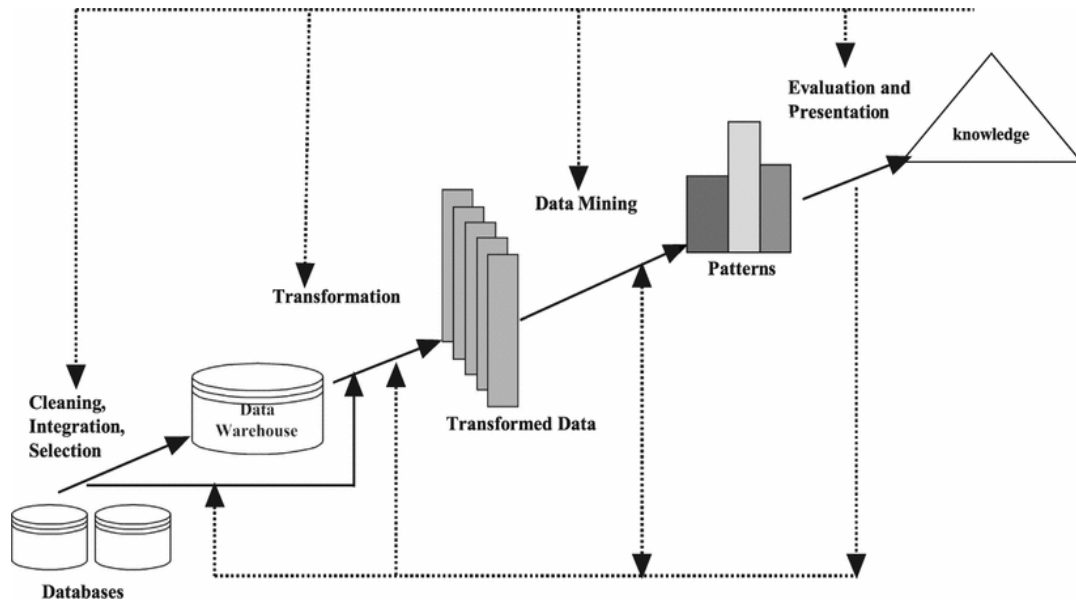 Evaluation and
Presentation
knowledge
Data Mining
Patterns
Transformation
Transformed Data
Cleaning,
Integration,
Selection
Data
Warehouse
Databases